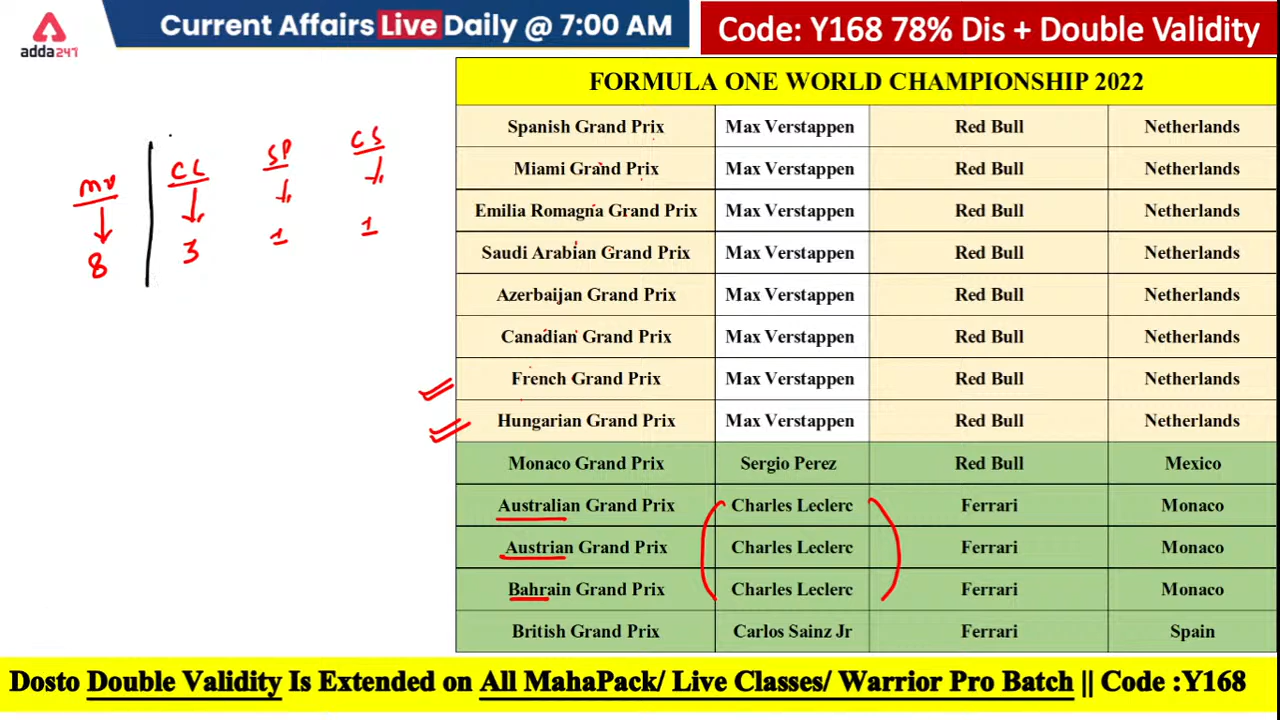 adda247
Current Affairs Live Daily @ 7:00 AM
Code: Y168 78% Dis + Double Validity
mv CL SP CS
8 3 1 1
FORMULA ONE WORLD CHAMPIONSHIP 2022
Spanish Grand Prix Max Verstappen Red Bull Netherlands
Miami Grand Prix Max Verstappen Red Bull Netherlands
Emilia Romagna Grand Prix Max Verstappen Red Bull Netherlands
Saudi Arabian Grand Prix Max Verstappen Red Bull Netherlands
Azerbaijan Grand Prix Max Verstappen Red Bull Netherlands
Canadian Grand Prix Max Verstappen Red Bull Netherlands
French Grand Prix Max Verstappen Red Bull Netherlands
Hungarian Grand Prix Max Verstappen Red Bull Netherlands
Monaco Grand Prix Sergio Perez Red Bull Mexico
Australian Grand Prix Charles Leclerc Ferrari Monaco
Austrian Grand Prix Charles Leclerc Ferrari Monaco
Bahrain Grand Prix Charles Leclerc Ferrari Monaco
British Grand Prix Carlos Sainz Jr Ferrari Spain
Dosto Double Validity Is Extended on All MahaPack/ Live Classes/ Warrior Pro Batch || Code :Y168